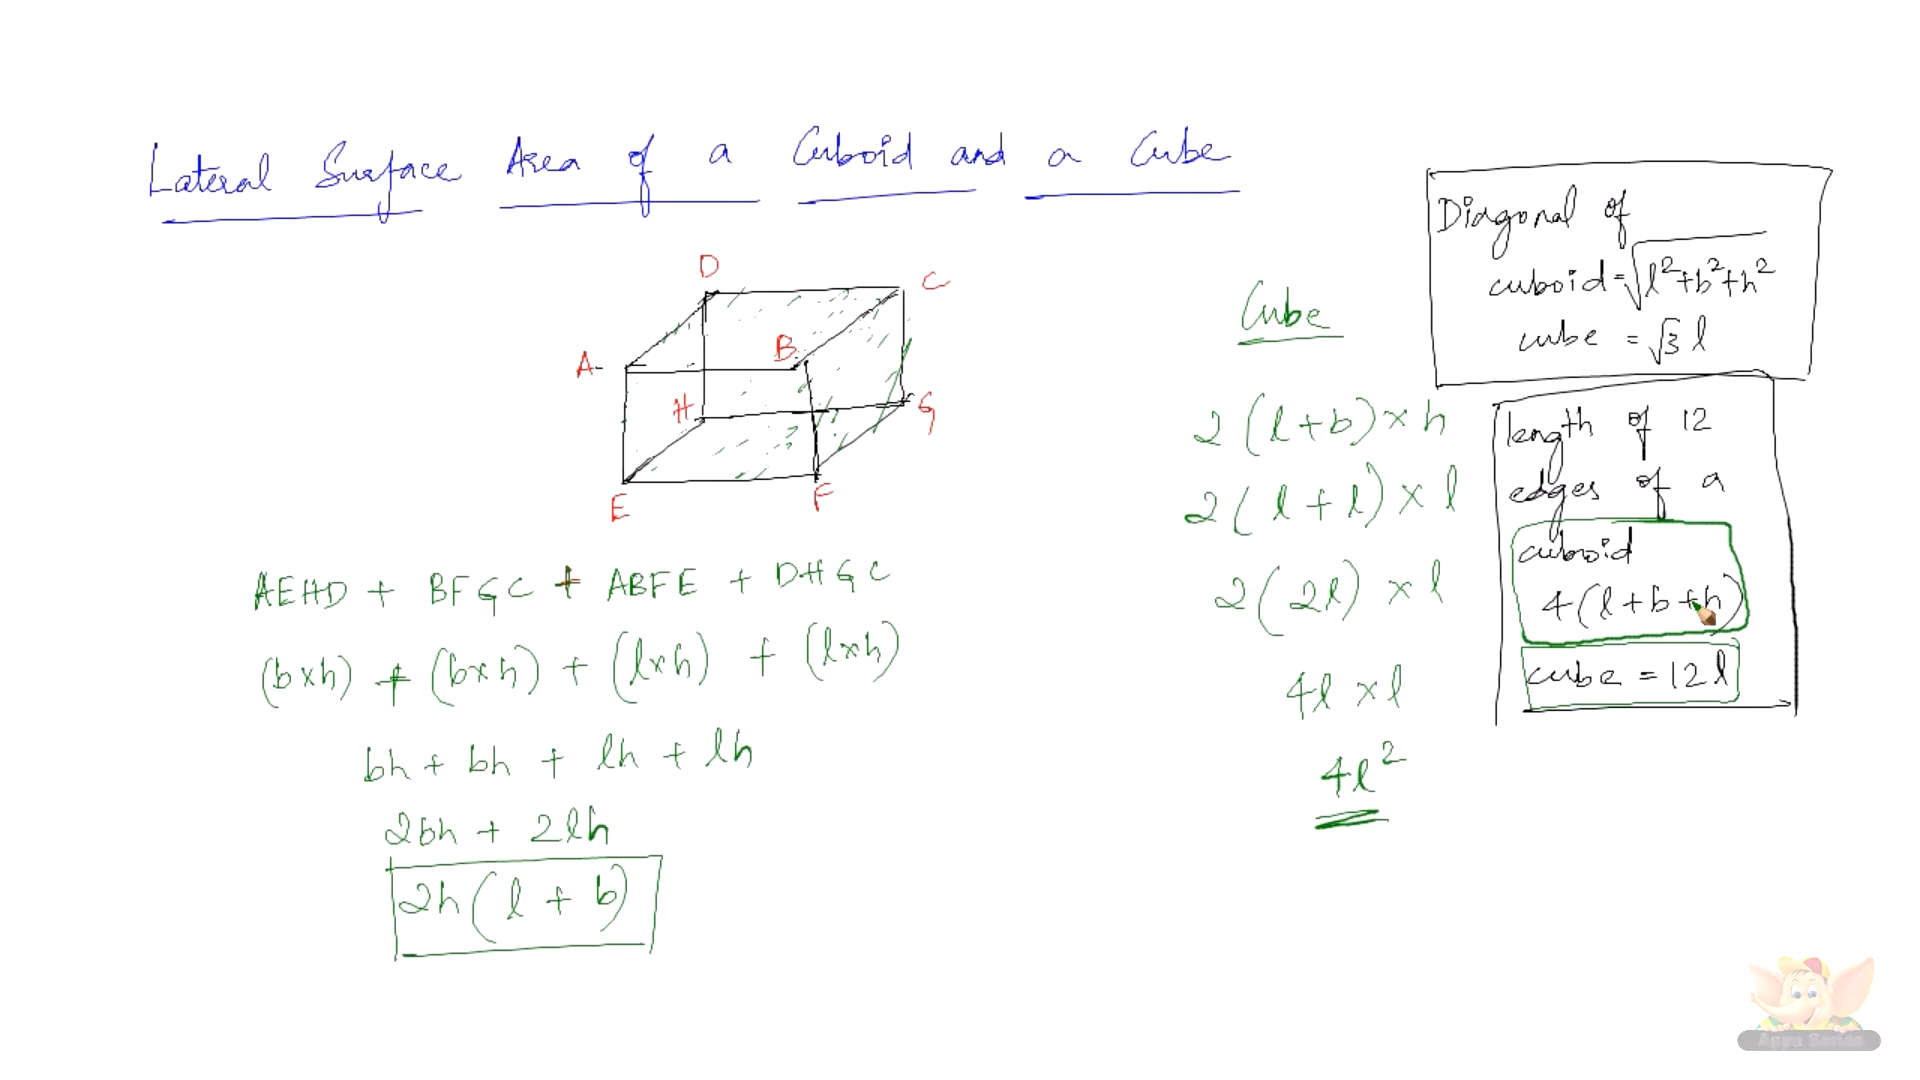 Lateral Surface Area of a Cuboid and a Cube
D
C
A
B
H
G
E
F
AEHD + BFGC + ABFE + DHGC
(b×h) + (b×h) + (l×h) + (l×h)
bh + bh + lh + lh
2bh + 2lh
2h(l + b)
Cube
2(l+b)×h
2(l+l)×l
2(2l)×l
4l×l
4l²
Diagonal of
cuboid=√l²+b²+h²
cube = √3 l
length of 12
edges of a
cuboid
4(l+b+h)
cube = 12l
Appu Series